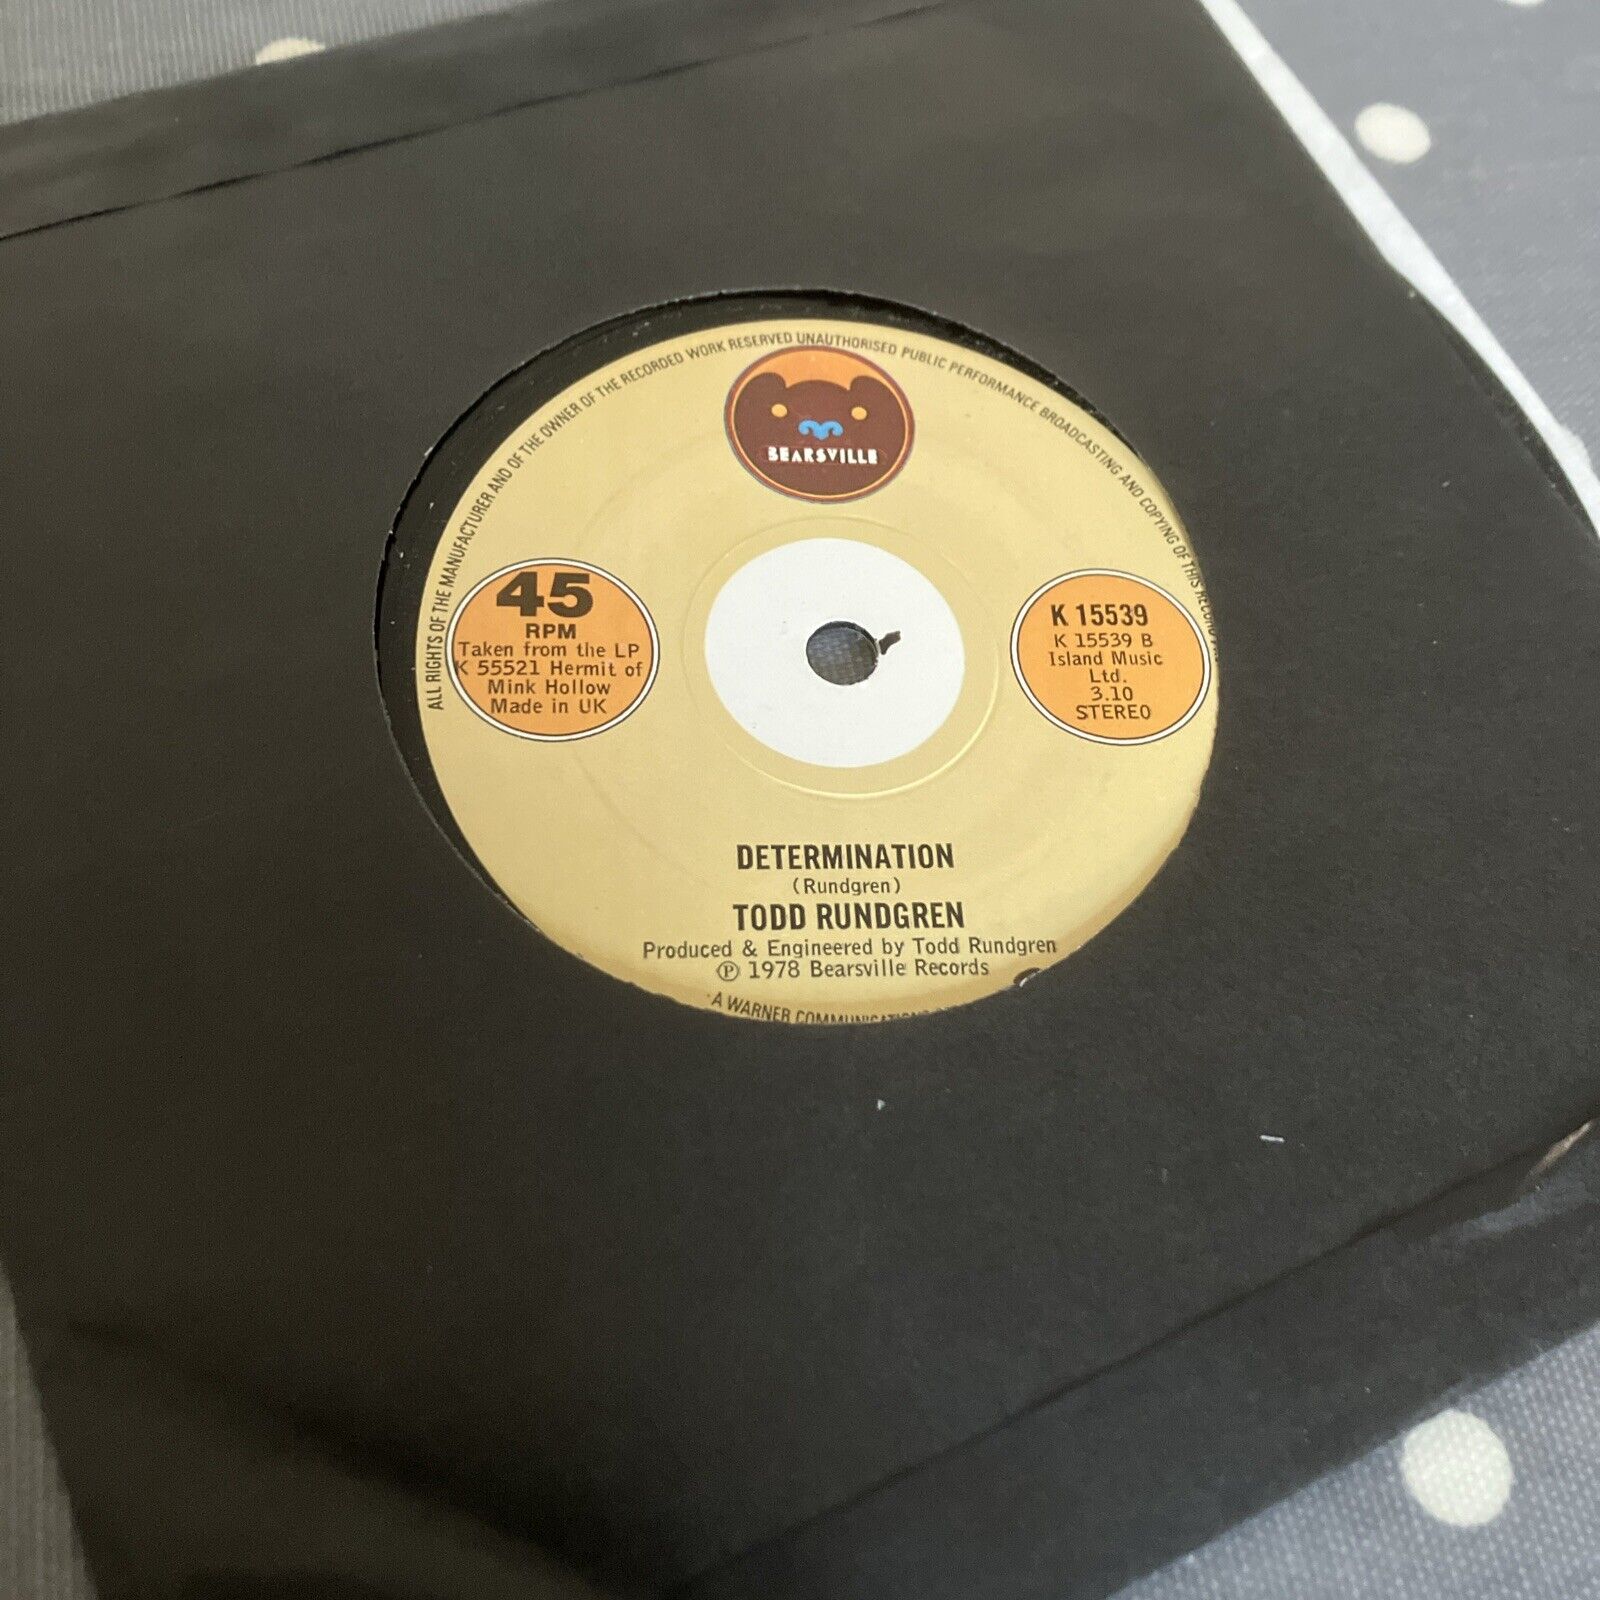 ALL RIGHTS OF THE MANUFACTURER AND OF THE OWNER OF THE RECORDED WORK RESERVED UNAUTHORISED PUBLIC PERFORMANCE BROADCASTING AND COPYING OF THIS RECORD
BEARSVILLE
45
RPM
Taken from the LP
K 55521 Hermit of
Mink Hollow
Made in UK
K 15539
K 15539 B
Island Music
Ltd.
3.10
STEREO
DETERMINATION
(Rundgren)
TODD RUNDGREN
Produced & Engineered by Todd Rundgren
Ⓟ 1978 Bearsville Records
A WARNER COMMUNICATIONS